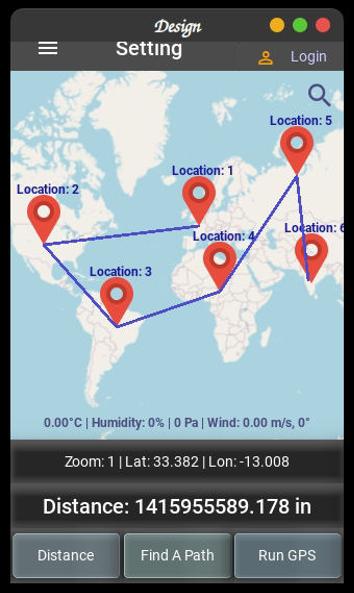 Design
Setting
Login
Location: 5
Location: 1
Location: 2
Location: 4
Location: 6
Location: 3
0.00°C | Humidity: 0% | 0 Pa | Wind: 0.00 m/s, 0°
Zoom: 1 | Lat: 33.382 | Lon: -13.008
Distance: 1415955589.178 in
Distance
Find A Path
Run GPS